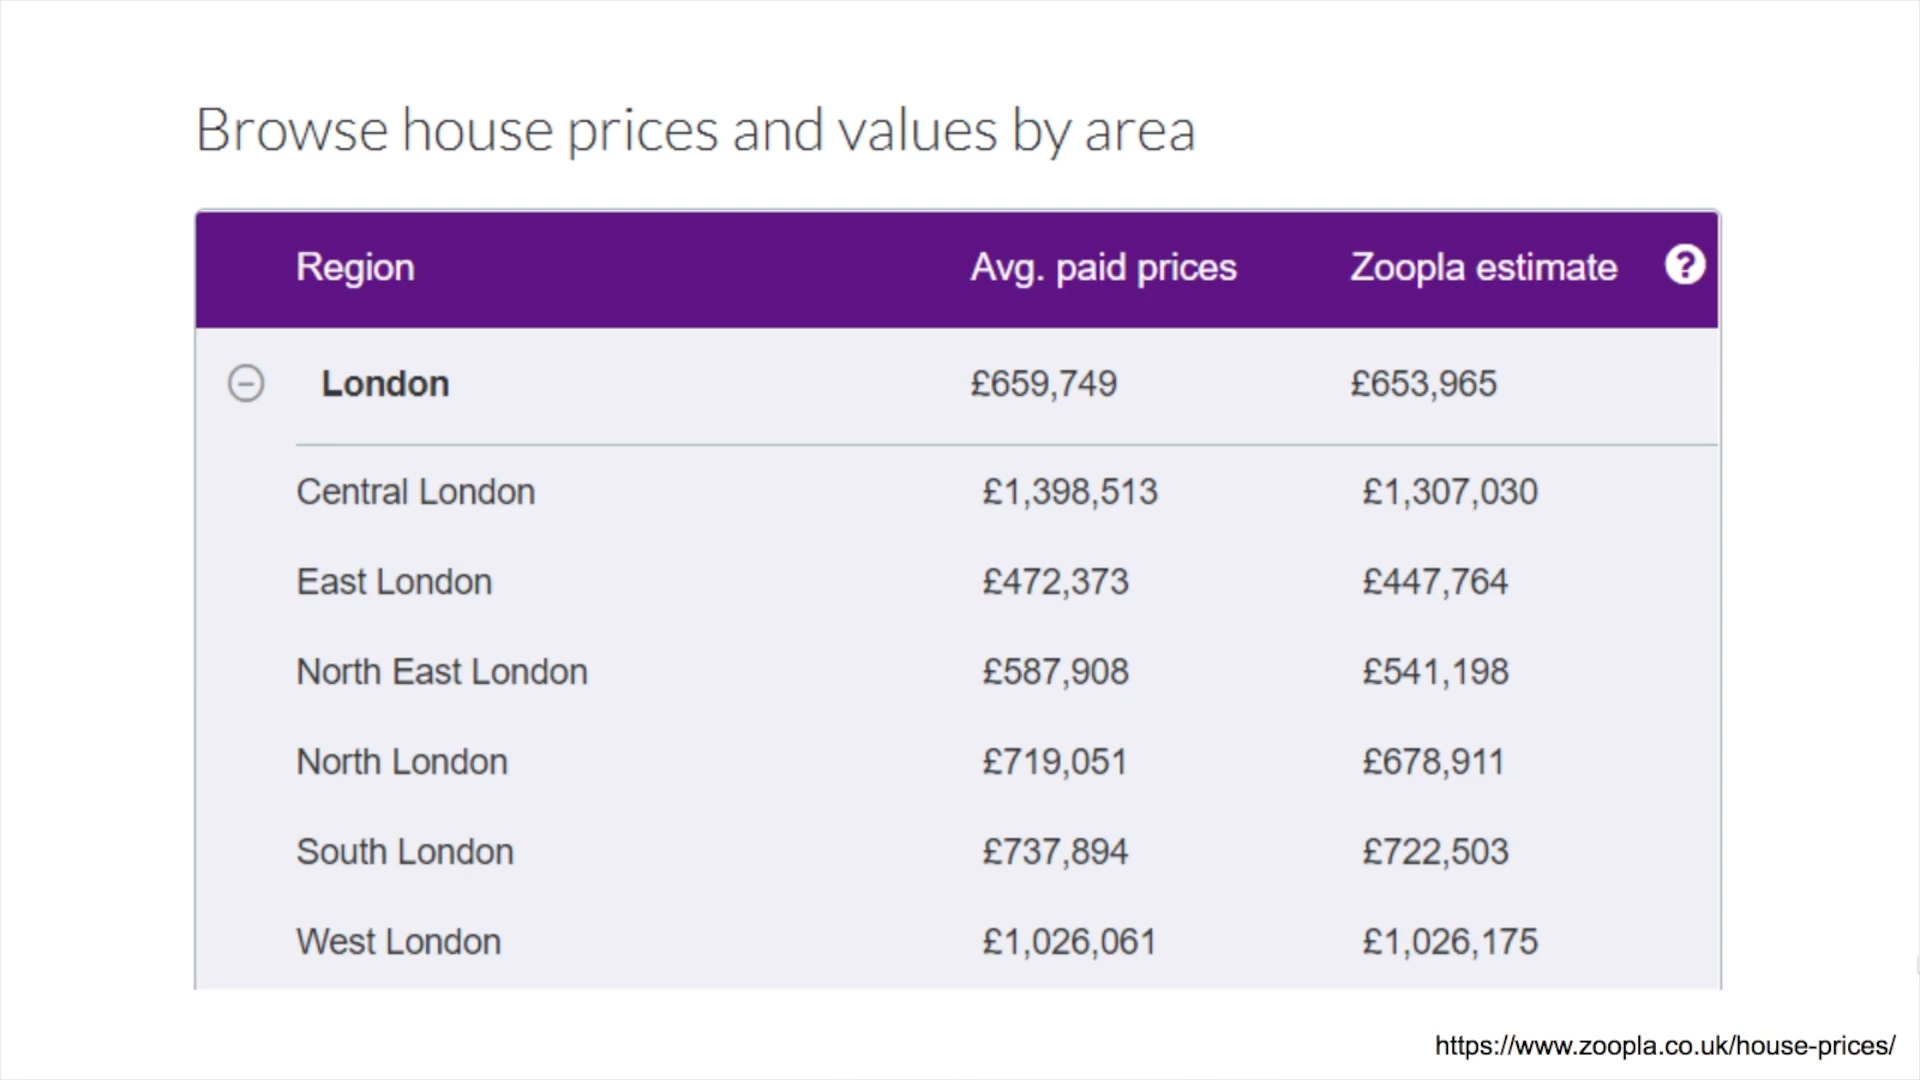 Browse house prices and values by area
Region Avg. paid prices Zoopla estimate ?
London £659,749 £653,965
Central London £1,398,513 £1,307,030
East London £472,373 £447,764
North East London £587,908 £541,198
North London £719,051 £678,911
South London £737,894 £722,503
West London £1,026,061 £1,026,175
https://www.zoopla.co.uk/house-prices/